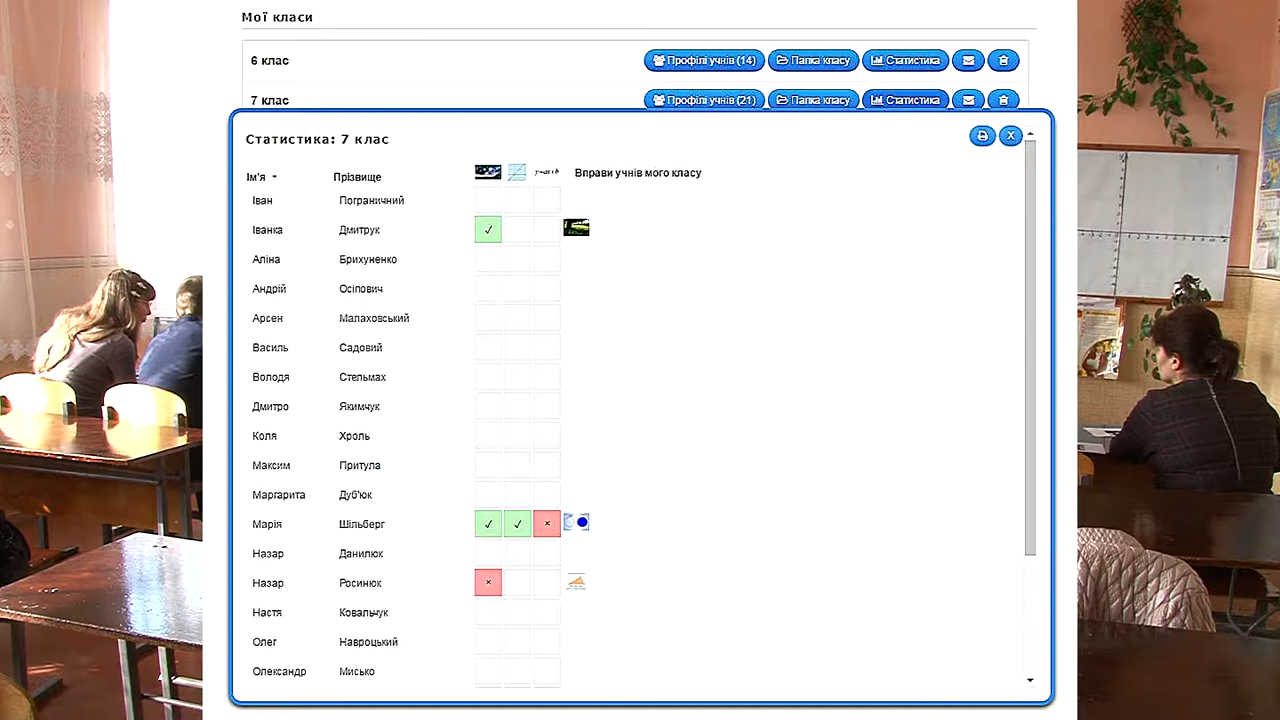 Мої класи
6 клас Профілі учнів (14) Папка класу Статистика
7 клас Профілі учнів (21) Папка класу Статистика
Статистика: 7 клас
X
Ім'я Прізвище y=ax+b Вправи учнів мого класу
Іван Пограничний
Іванка Дмитрук
Аліна Брихуненко
Андрій Осіпович
Арсен Малаховський
Василь Садовий
Володя Стельмах
Дмитро Якимчук
Коля Хроль
Максим Притула
Маргарита Дуб'юк
Марія Шільберг
Назар Данилюк
Назар Росинюк
Настя Ковальчук
Олег Навроцький
Олександр Мисько